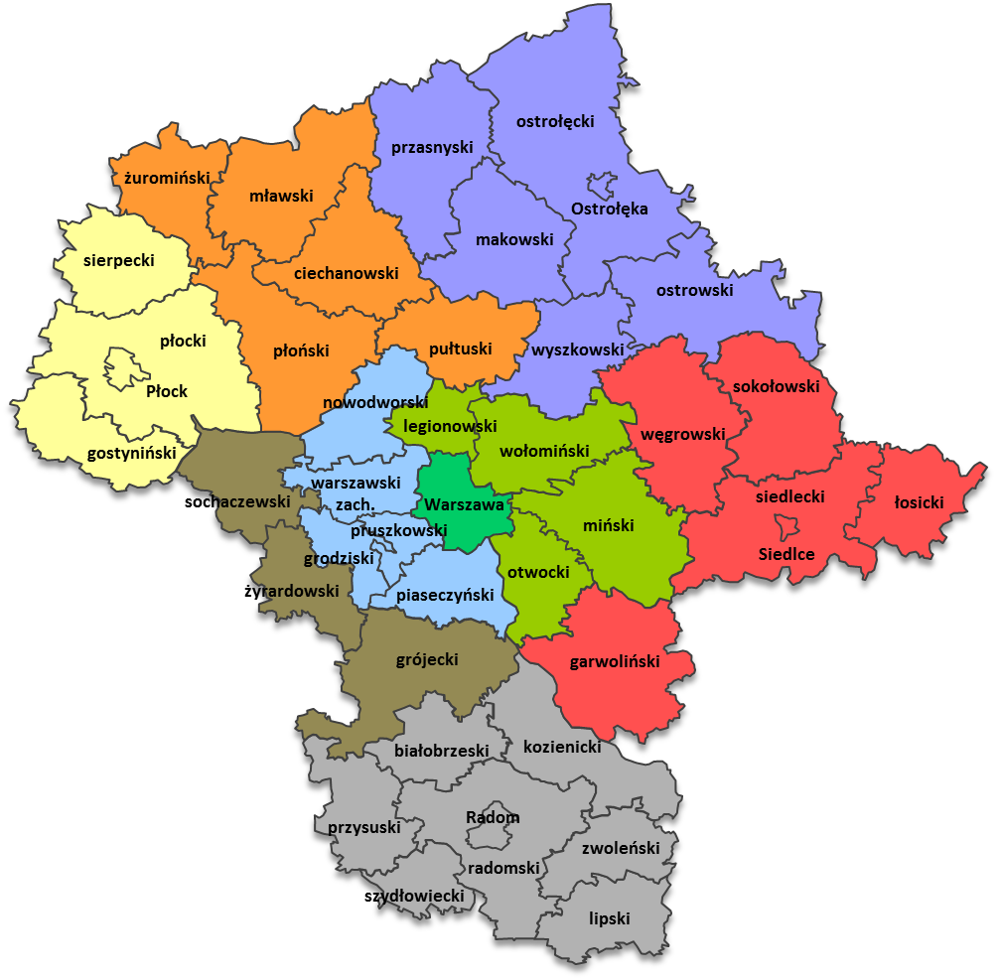 ostrołęcki
przasnyski
żuromiński
mławski
Ostrołęka
makowski
sierpecki
ciechanowski
ostrowski
płocki
płoński
pułtuski
wyszkowski
Płock
sokołowski
nowodworski
legionowski
węgrowski
gostyniński
wołomiński
warszawski
zach.
siedlecki
sochaczewski
Warszawa
łosicki
pruszkowski
miński
Siedlce
grodziski
otwocki
żyrardowski
piaseczyński
grójecki
garwoliński
białobrzeski
kozienicki
Radom
przysuski
zwoleński
radomski
szydłowiecki
lipski